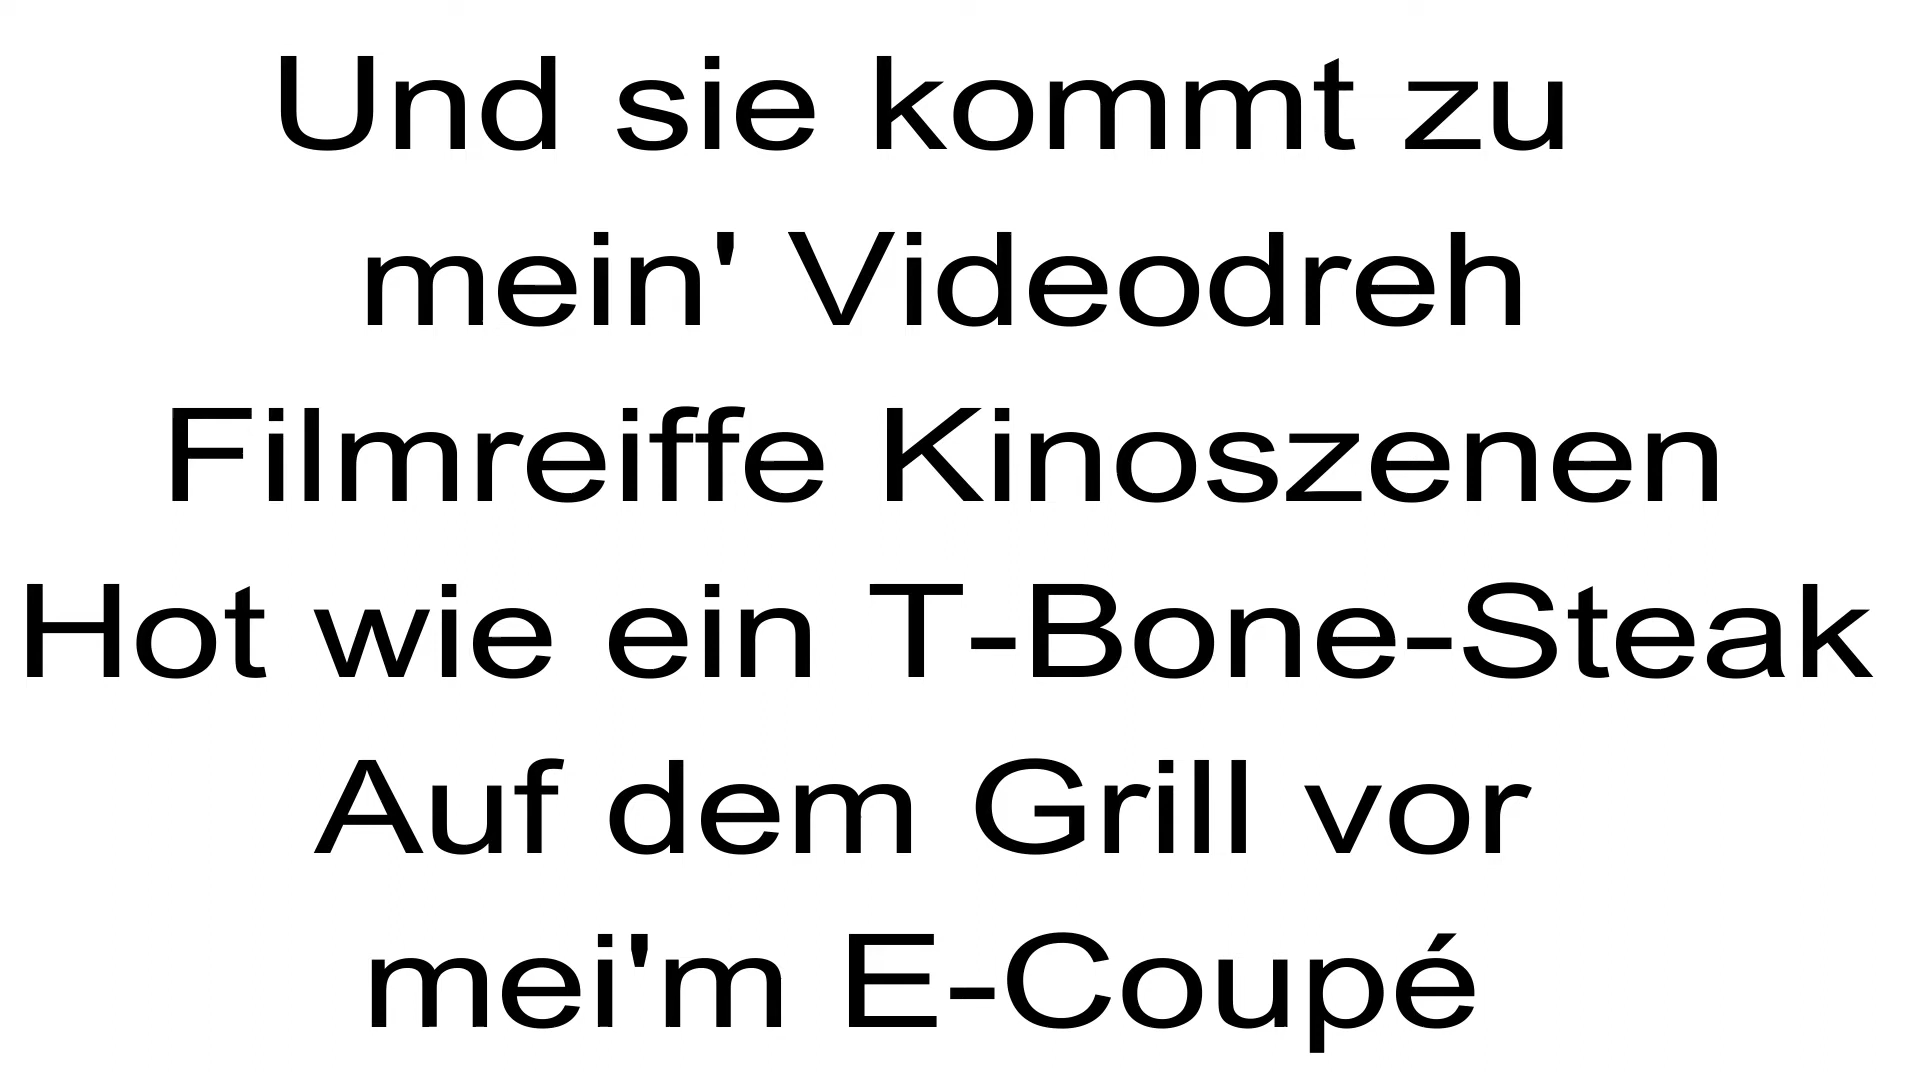 Und sie kommt zu
mein' Videodreh
Filmreiffe Kinoszenen
Hot wie ein T-Bone-Steak
Auf dem Grill vor
mei'm E-Coupé